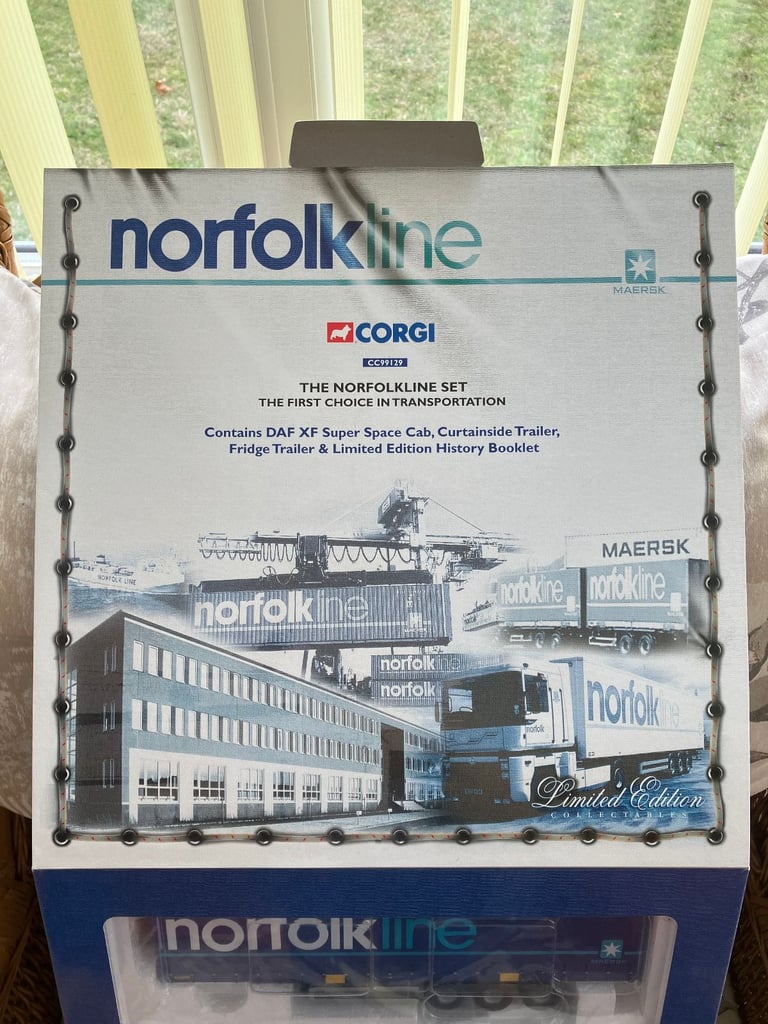 norfolkline
MAERSK
CORGI
CC99129
THE NORFOLKLINE SET
THE FIRST CHOICE IN TRANSPORTATION
Contains DAF XF Super Space Cab, Curtainside Trailer,
Fridge Trailer & Limited Edition History Booklet
NORFOLK LINE
MAERSK
norfolkline
norfolkline
norfolkline
norfolkline
norfolk
norfolkline
norfolk
Limited Edition
COLLECTABLES
norfolkline
MAERSK